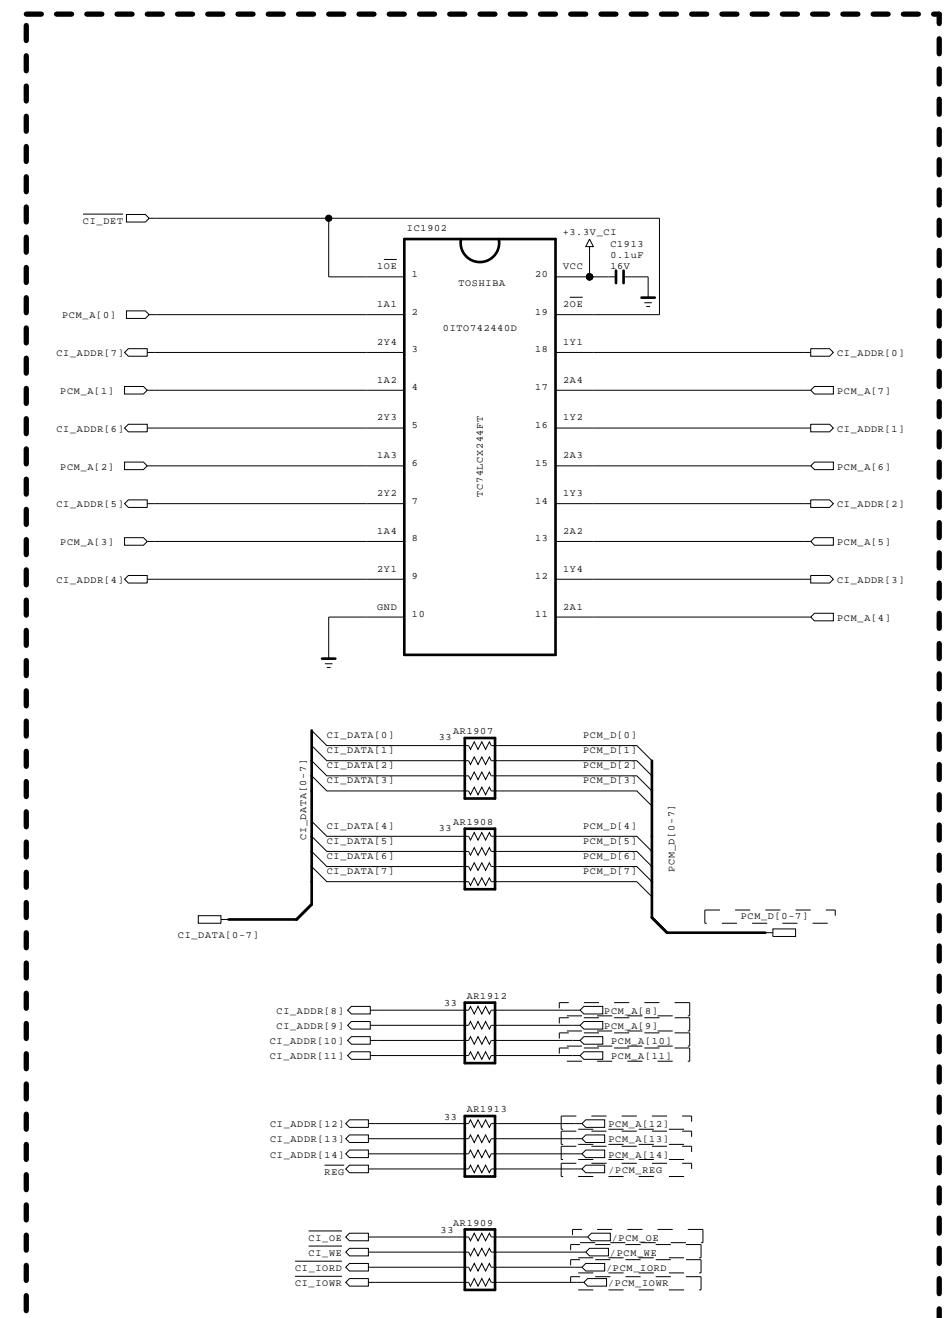 CI_DET
IC1902
+3.3V_CI
C1913
0.1uF
16V
1OE 1 20 VCC
TOSHIBA
2OE
PCM_A[0] 1A1 2 19
0ITO742440D
CI_ADDR[7] 2Y4 3 18 1Y1 CI_ADDR[0]
PCM_A[1] 1A2 4 17 2A4 PCM_A[7]
CI_ADDR[6] 2Y3 5 16 1Y2 CI_ADDR[1]
TC74LCX244FT
PCM_A[2] 1A3 6 15 2A3 PCM_A[6]
CI_ADDR[5] 2Y2 7 14 1Y3 CI_ADDR[2]
PCM_A[3] 1A4 8 13 2A2 PCM_A[5]
CI_ADDR[4] 2Y1 9 12 1Y4 CI_ADDR[3]
GND 10 11 2A1 PCM_A[4]
AR1907
CI_DATA[0] 33 PCM_D[0]
CI_DATA[1] PCM_D[1]
CI_DATA[2] PCM_D[2]
CI_DATA[3] PCM_D[3]
CI_DATA[0-7]
PCM_D[0-7]
AR1908
CI_DATA[4] 33 PCM_D[4]
CI_DATA[5] PCM_D[5]
CI_DATA[6] PCM_D[6]
CI_DATA[7] PCM_D[7]
PCM_D[0-7]
CI_DATA[0-7]
AR1912
33
CI_ADDR[8] PCM_A[8]
CI_ADDR[9] PCM_A[9]
CI_ADDR[10] PCM_A[10]
CI_ADDR[11] PCM_A[11]
AR1913
33
CI_ADDR[12] PCM_A[12]
CI_ADDR[13] PCM_A[13]
CI_ADDR[14] PCM_A[14]
REG /PCM_REG
AR1909
33
CI_OE /PCM_OE
CI_WE /PCM_WE
CI_IORD /PCM_IORD
CI_IOWR /PCM_IOWR